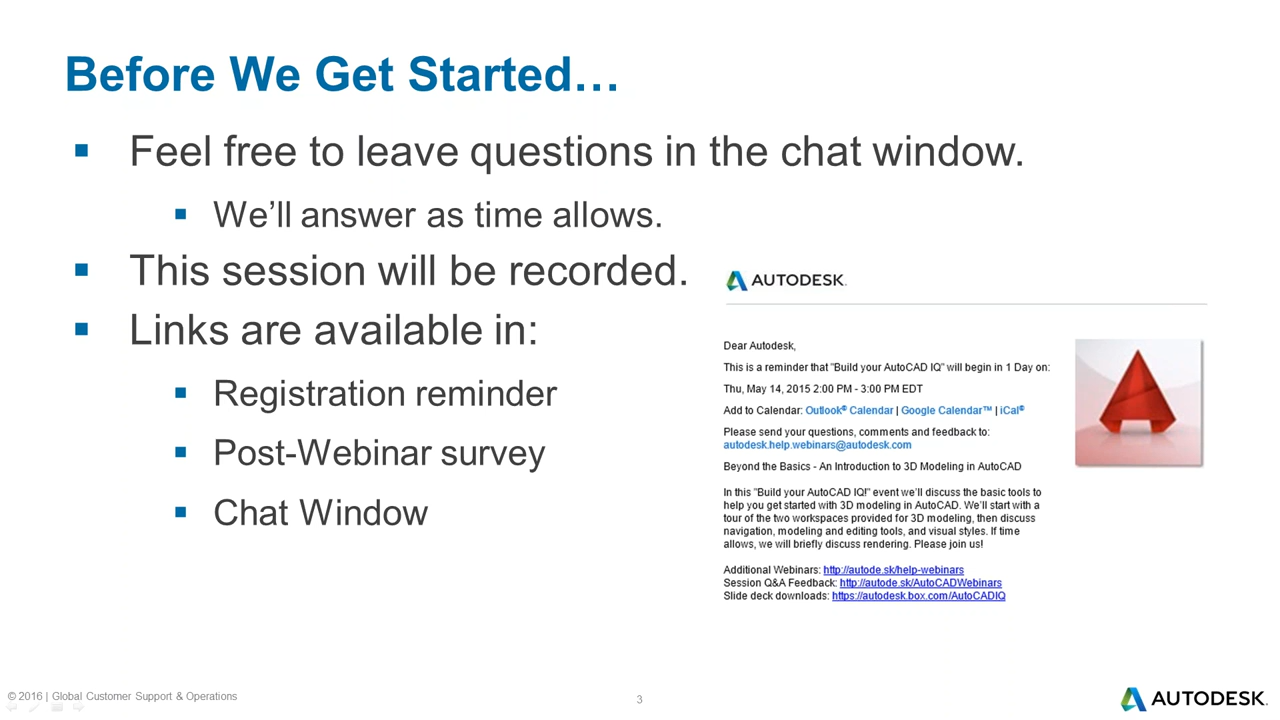 Before We Get Started…
▪ Feel free to leave questions in the chat window.
▪ We’ll answer as time allows.
▪ This session will be recorded.
▪ Links are available in:
▪ Registration reminder
▪ Post-Webinar survey
▪ Chat Window
AUTODESK.
Dear Autodesk,
This is a reminder that "Build your AutoCAD IQ" will begin in 1 Day on:
Thu, May 14, 2015 2:00 PM - 3:00 PM EDT
Add to Calendar: Outlook® Calendar | Google Calendar™ | iCal®
Please send your questions, comments and feedback to:
autodesk.help.webinars@autodesk.com
Beyond the Basics - An Introduction to 3D Modeling in AutoCAD
In this "Build your AutoCAD IQ!" event we’ll discuss the basic tools to
help you get started with 3D modeling in AutoCAD. We’ll start with a
tour of the two workspaces provided for 3D modeling, then discuss
navigation, modeling and editing tools, and visual styles. If time
allows, we will briefly discuss rendering. Please join us!
Additional Webinars: http://autode.sk/help-webinars
Session Q&A Feedback: http://autode.sk/AutoCADWebinars
Slide deck downloads: https://autodesk.box.com/AutoCADIQ
© 2016 | Global Customer Support & Operations
3
AUTODESK.